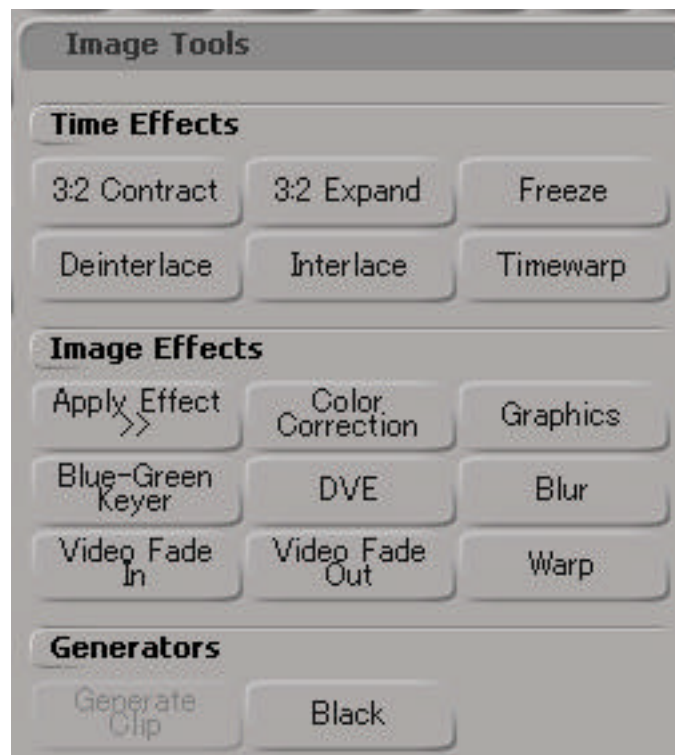 Image Tools
Time Effects
3:2 Contract
3:2 Expand
Freeze
Deinterlace
Interlace
Timewarp
Image Effects
Apply Effect
>>
Color
Correction
Graphics
Blue-Green
Keyer
DVE
Blur
Video Fade
In
Video Fade
Out
Warp
Generators
Generate
Clip
Black